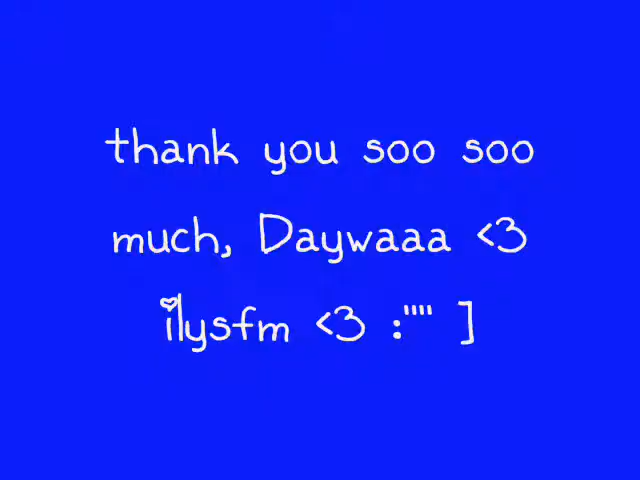 thank you soo soo
much, Daywaaa <3
ilysfm <3 :"" ]